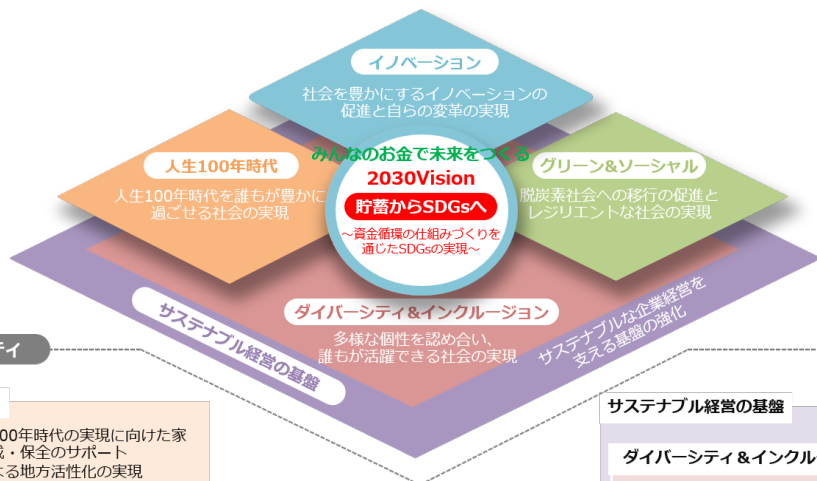 イノベーション
社会を豊かにするイノベーションの
促進と自らの変革の実現
人生100年時代
人生100年時代を誰もが豊かに
過ごせる社会の実現
みんなのお金で未来をつくる
2030Vision
貯蓄からSDGsへ
～資金循環の仕組みづくりを
通じたSDGsの実現～
グリーン&ソーシャル
脱炭素社会への移行の促進と
レジリエントな社会の実現
ダイバーシティ&インクルージョン
多様な個性を認め合い、
誰もが活躍できる社会の実現
サステナブル経営の基盤
サステナブルな企業経営を
支える基盤の強化
ティ
00年時代の実現に向けた家
・保全のサポート
る地方活性化の実現
サステナブル経営の基盤
ダイバーシティ＆インクル